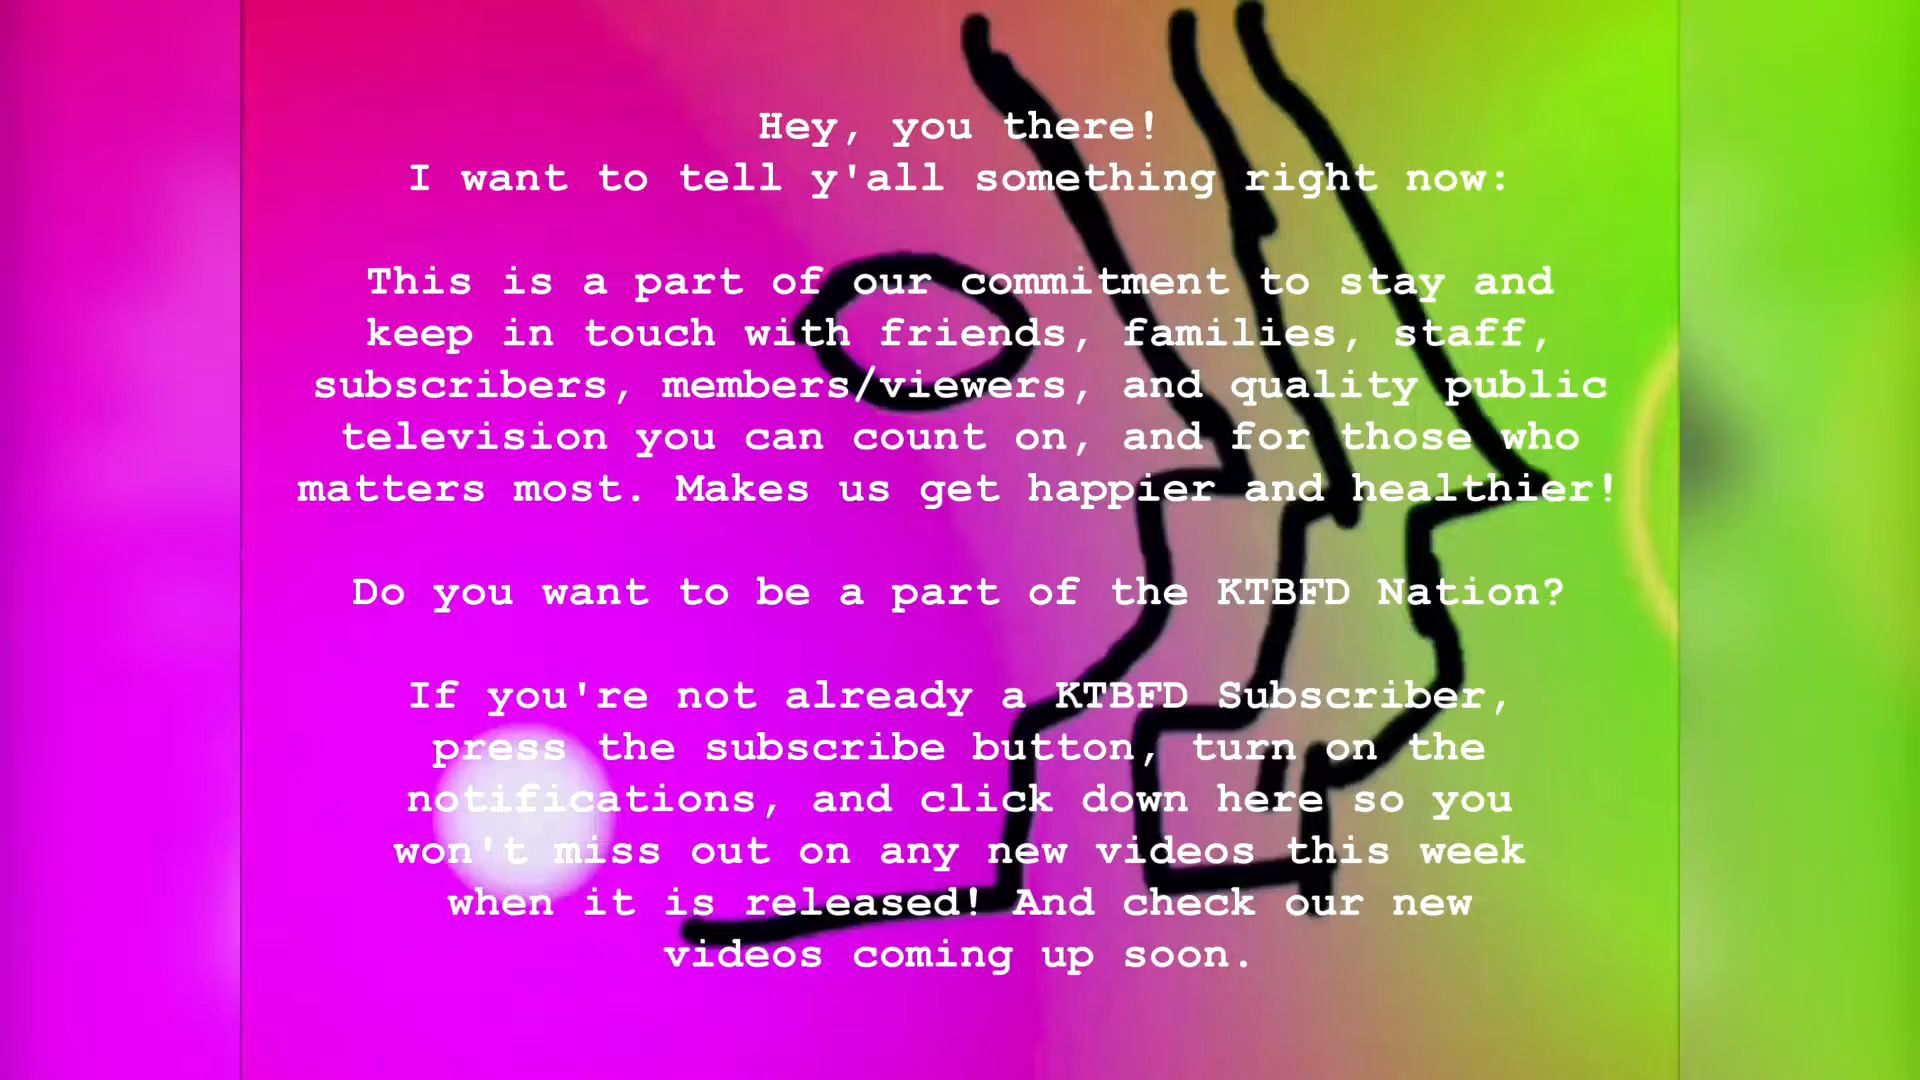 Hey, you there!
I want to tell y'all something right now:
This is a part of our commitment to stay and
keep in touch with friends, families, staff,
subscribers, members/viewers, and quality public
television you can count on, and for those who
matters most. Makes us get happier and healthier!
Do you want to be a part of the KTBFD Nation?
If you're not already a KTBFD Subscriber,
press the subscribe button, turn on the
notifications, and click down here so you
won't miss out on any new videos this week
when it is released! And check our new
videos coming up soon.